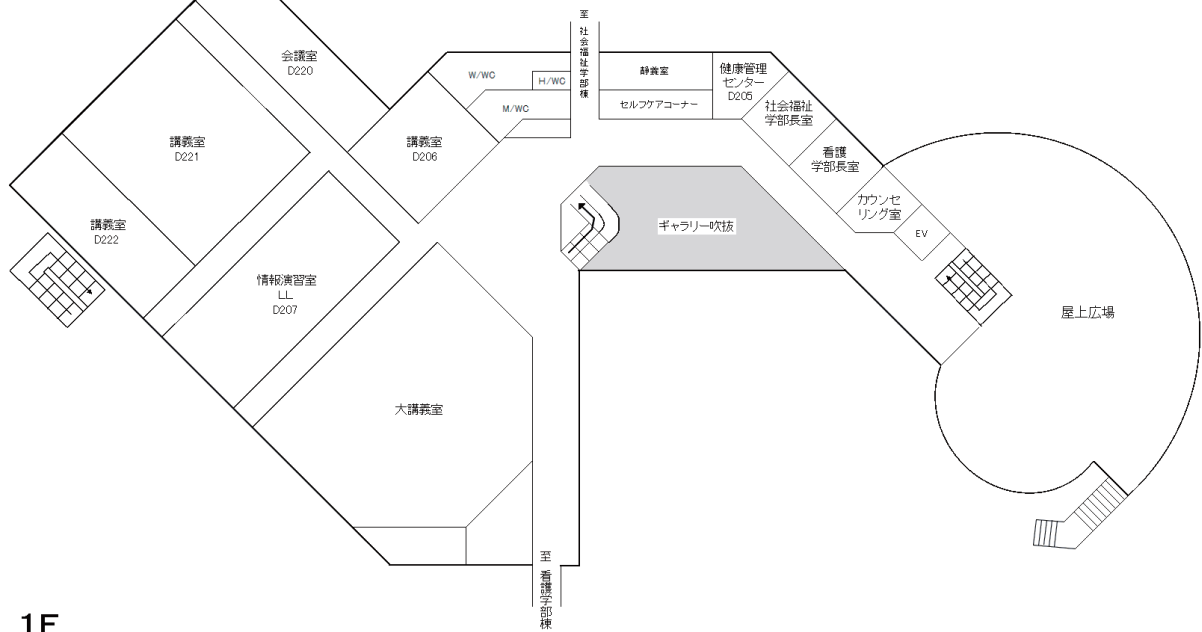 至 社会福祉学部棟
会議室
D220
W/WC
H/WC
M/WC
静養室
セルフケアコーナー
健康管理
センター
D205
社会福祉
学部長室
看護
学部長室
カウンセ
リング室
EV
講義室
D221
講義室
D206
講義室
D222
ギャラリー吹抜
情報演習室
LL
D207
屋上広場
大講義室
至 看護学部棟
1F